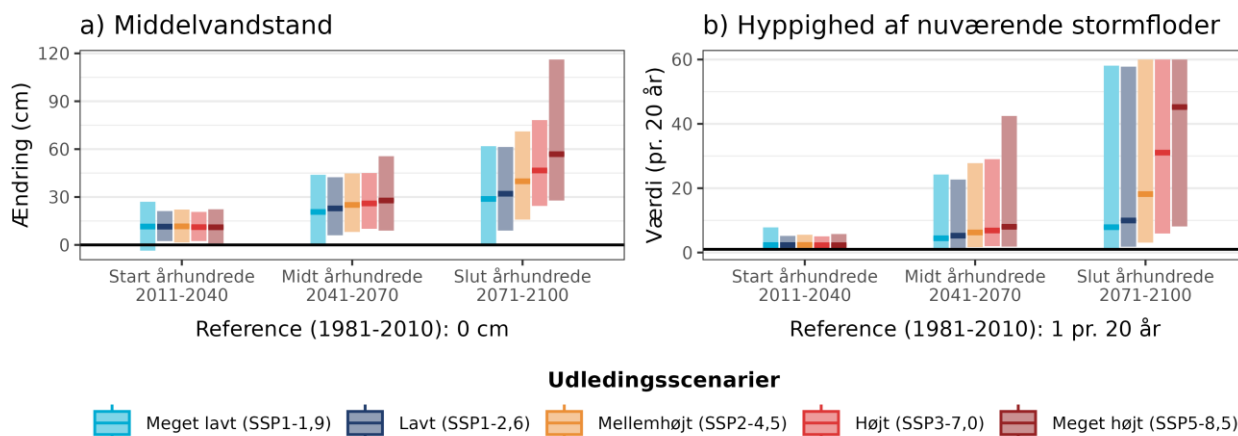 a) Middelvandstand
Ændring (cm)
120
90
60
30
0
Start århundrede
2011-2040
Midt århundrede
2041-2070
Slut århundrede
2071-2100
Reference (1981-2010): 0 cm
b) Hyppighed af nuværende stormfloder
Værdi (pr. 20 år)
60
40
20
0
Start århundrede
2011-2040
Midt århundrede
2041-2070
Slut århundrede
2071-2100
Reference (1981-2010): 1 pr. 20 år
Udledingsscenarier
Meget lavt (SSP1-1,9)
Lavt (SSP1-2,6)
Mellemhøjt (SSP2-4,5)
Højt (SSP3-7,0)
Meget højt (SSP5-8,5)